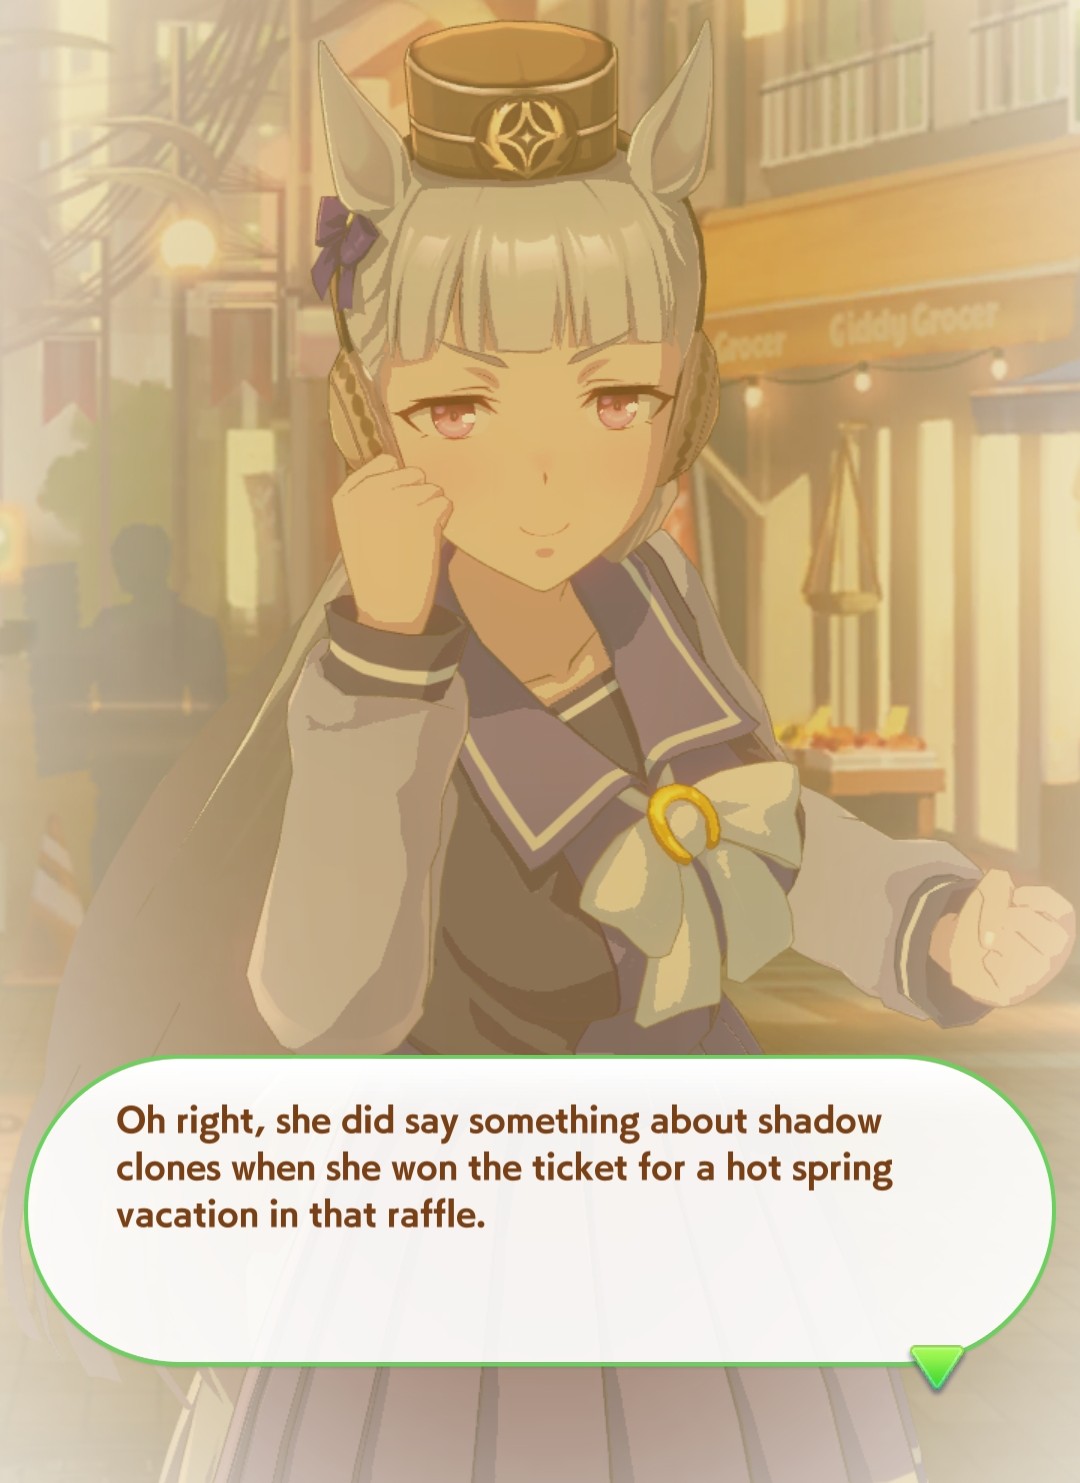 Grocer
Giddy Grocer
Oh right, she did say something about shadow
clones when she won the ticket for a hot spring
vacation in that raffle.